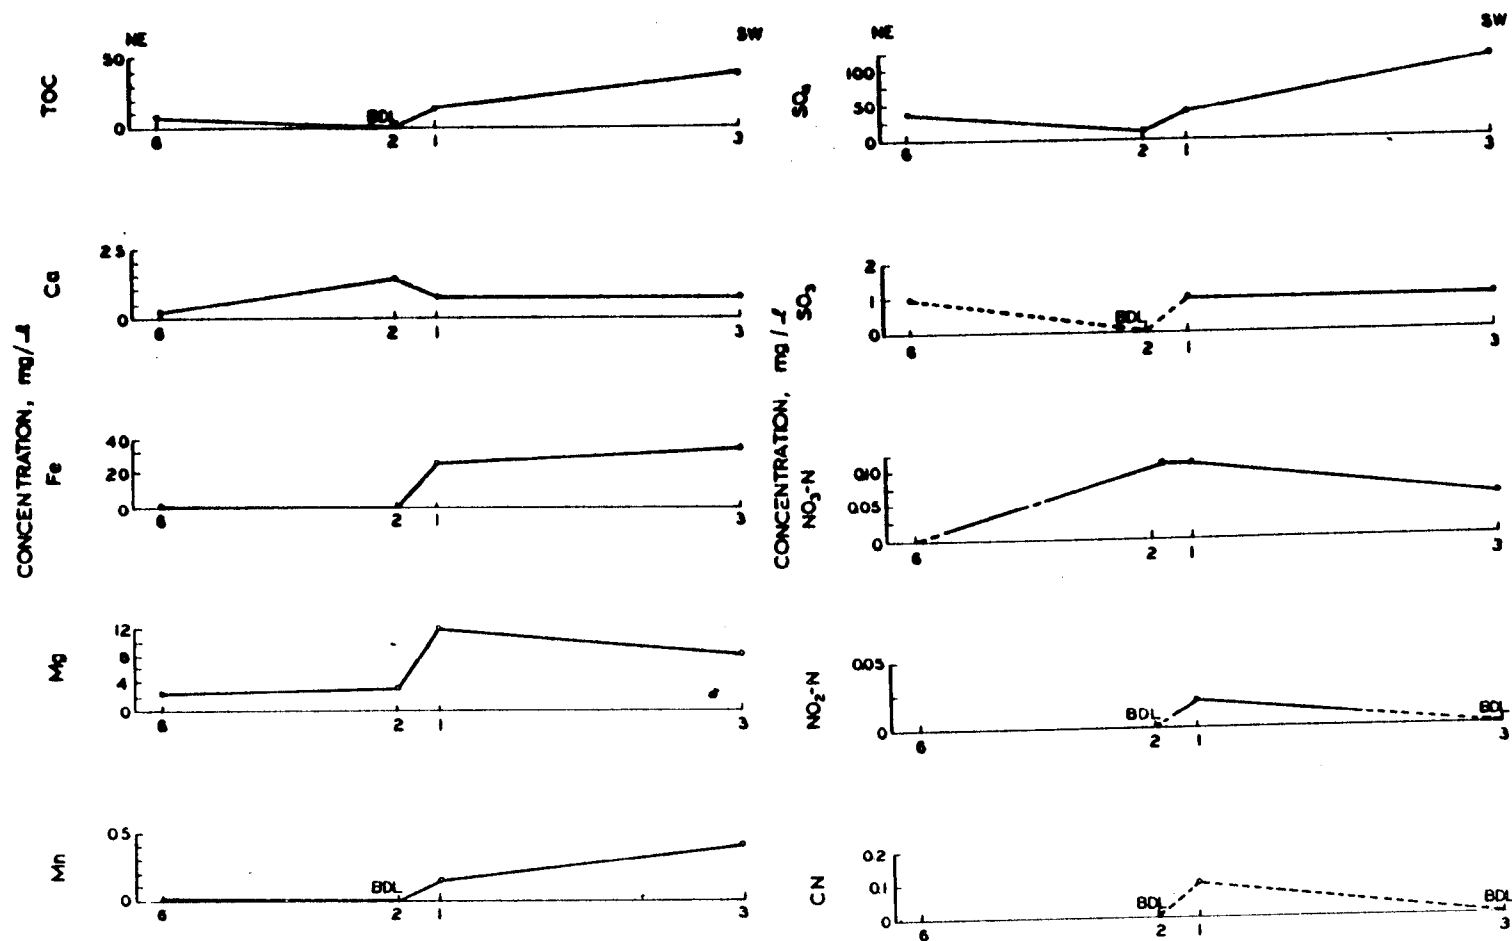 NE SW
TOC
50
0
BDL
6 2 1 3
Ca
25
0
6 2 1 3
CONCENTRATION, mg/ℓ
Fe
40
20
0
6 2 1 3
Mg
12
8
4
0
6 2 1 3
Mn
0.5
0
BDL
6 2 1 3
NE SW
SO4
100
50
0
6 2 1 3
SO3
2
1
0
BDL
6 2 1 3
CONCENTRATION, mg/ℓ
NO3-N
0.10
0.05
0
6 2 1 3
NO2-N
0.05
0
BDL BDL
6 2 1 3
CN
0.2
0.1
0
BDL BDL
6 2 1 3